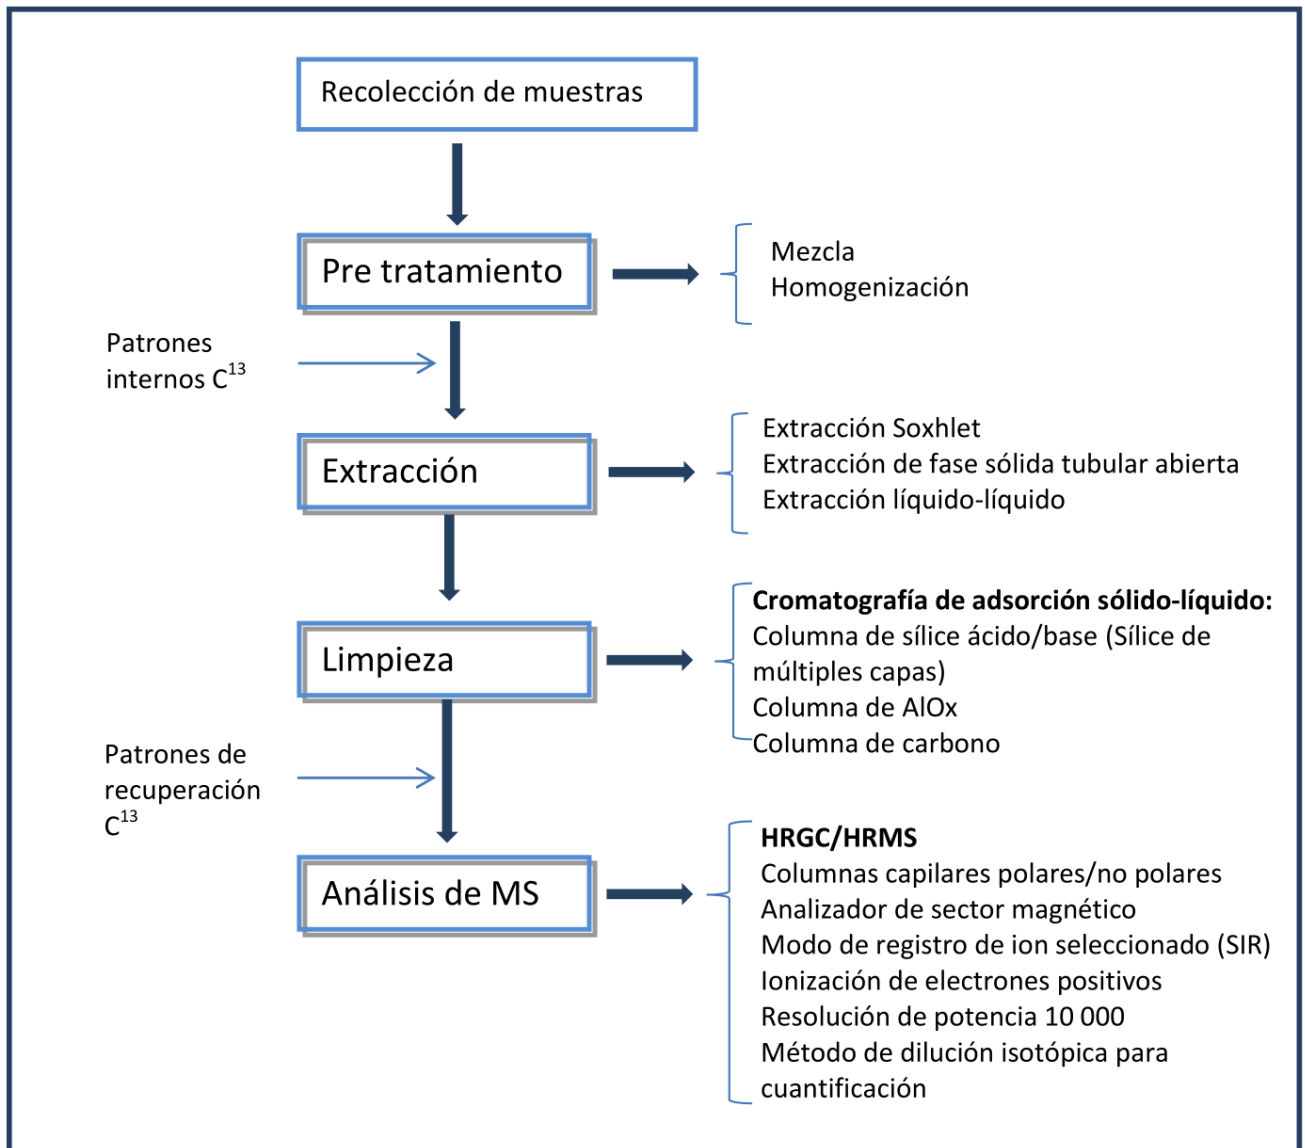 Recolección de muestras
Pre tratamiento
Mezcla
Homogenización
Patrones
internos C¹³
Extracción
Extracción Soxhlet
Extracción de fase sólida tubular abierta
Extracción líquido-líquido
Limpieza
Cromatografía de adsorción sólido-líquido:
Columna de sílice ácido/base (Sílice de
múltiples capas)
Columna de AlOx
Columna de carbono
Patrones de
recuperación
C¹³
Análisis de MS
HRGC/HRMS
Columnas capilares polares/no polares
Analizador de sector magnético
Modo de registro de ion seleccionado (SIR)
Ionización de electrones positivos
Resolución de potencia 10 000
Método de dilución isotópica para
cuantificación